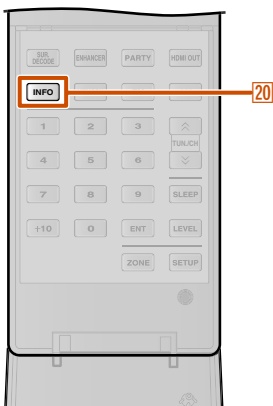 SUR. DECODE ENHANCER PARTY HDMI OUT
INFO 20
1 2 3
TUN./CH
4 5 6
7 8 9 SLEEP
+10 0 ENT LEVEL
ZONE SETUP